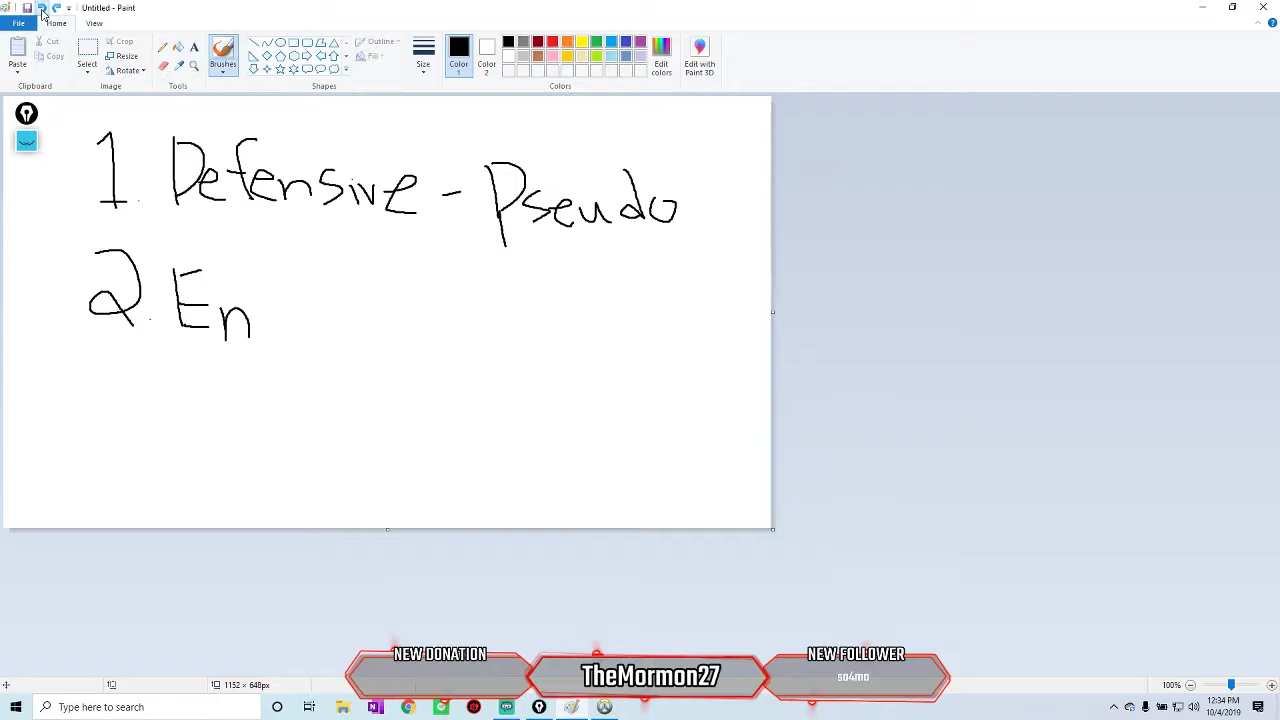 Untitled - Paint
File
Home
View
Paste
Cut
Copy
Clipboard
Select
Crop
Resize
Rotate
Image
A
Tools
Brushes
Shapes
Outline
Fill
Size
Color 1
Color 2
Colors
Edit colors
Edit with Paint 3D
1. Defensive - Pseudo
2. En
NEW DONATION
TheMormon27
NEW FOLLOWER
sa4ma
1152 × 648px
100%
Type here to search
12:34 PM
10/4/2019